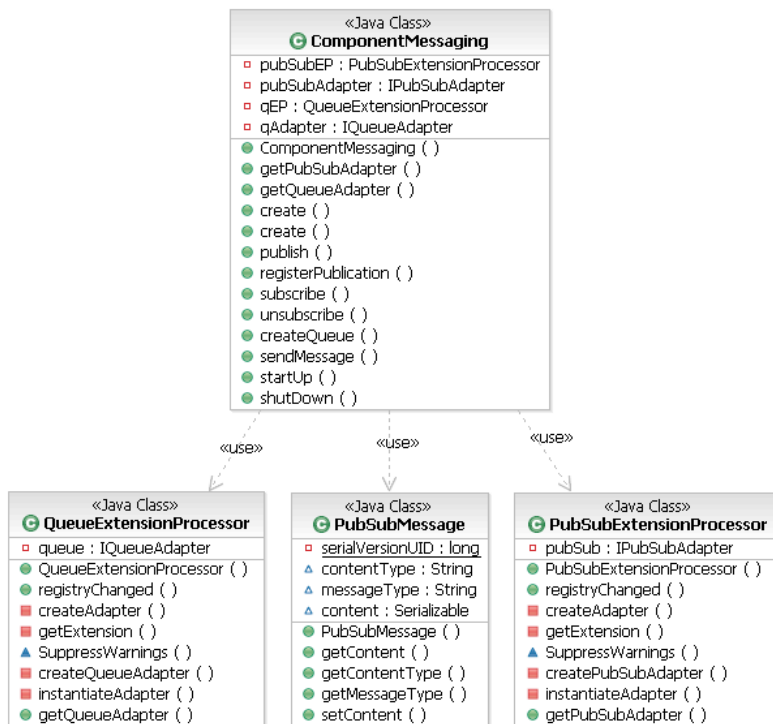 «Java Class»
ComponentMessaging
pubSubEP : PubSubExtensionProcessor
pubSubAdapter : IPubSubAdapter
qEP : QueueExtensionProcessor
qAdapter : IQueueAdapter
ComponentMessaging ( )
getPubSubAdapter ( )
getQueueAdapter ( )
create ( )
create ( )
publish ( )
registerPublication ( )
subscribe ( )
unsubscribe ( )
createQueue ( )
sendMessage ( )
startUp ( )
shutDown ( )
«use»
«use»
«use»
«Java Class»
QueueExtensionProcessor
queue : IQueueAdapter
QueueExtensionProcessor ( )
registryChanged ( )
createAdapter ( )
getExtension ( )
SuppressWarnings ( )
createQueueAdapter ( )
instantiateAdapter ( )
getQueueAdapter ( )
«Java Class»
PubSubMessage
serialVersionUID : long
contentType : String
messageType : String
content : Serializable
PubSubMessage ( )
getContent ( )
getContentType ( )
getMessageType ( )
setContent ( )
«Java Class»
PubSubExtensionProcessor
pubSub : IPubSubAdapter
PubSubExtensionProcessor ( )
registryChanged ( )
createAdapter ( )
getExtension ( )
SuppressWarnings ( )
createPubSubAdapter ( )
instantiateAdapter ( )
getPubSubAdapter ( )